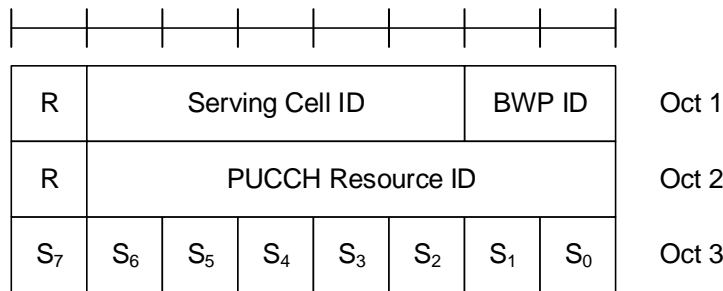 R Serving Cell ID BWP ID Oct 1
R PUCCH Resource ID Oct 2
S₇ S₆ S₅ S₄ S₃ S₂ S₁ S₀ Oct 3